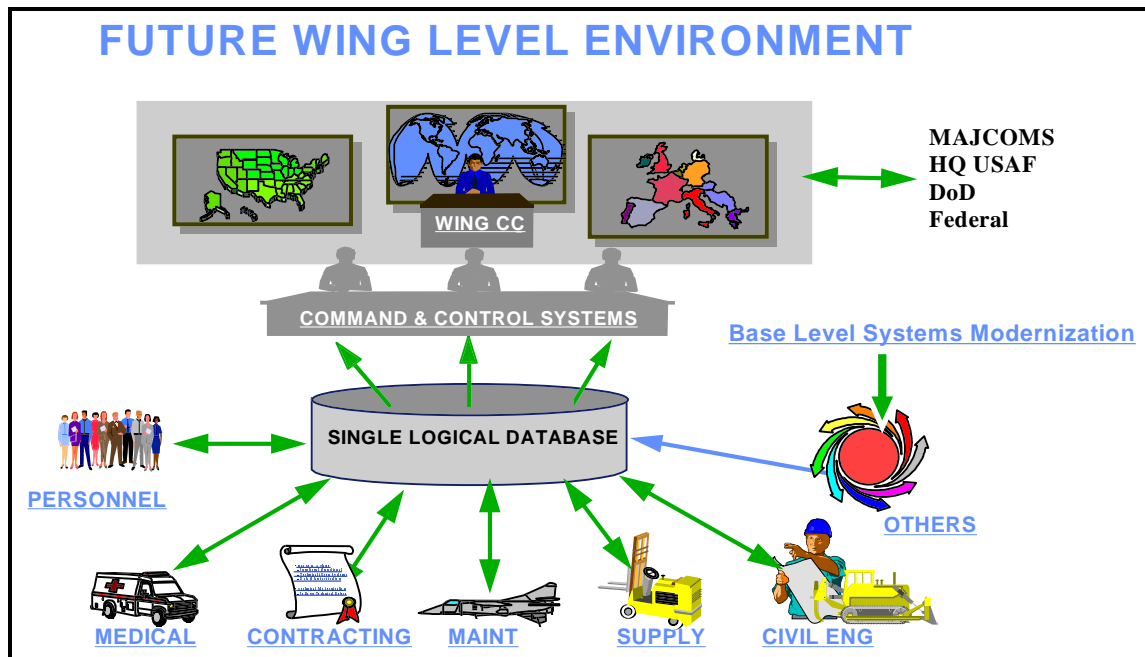 FUTURE WING LEVEL ENVIRONMENT
MAJCOMS
HQ USAF
DoD
Federal
WING CC
COMMAND & CONTROL SYSTEMS
Base Level Systems Modernization
SINGLE LOGICAL DATABASE
PERSONNEL
OTHERS
MEDICAL
CONTRACTING
MAINT
SUPPLY
CIVIL ENG